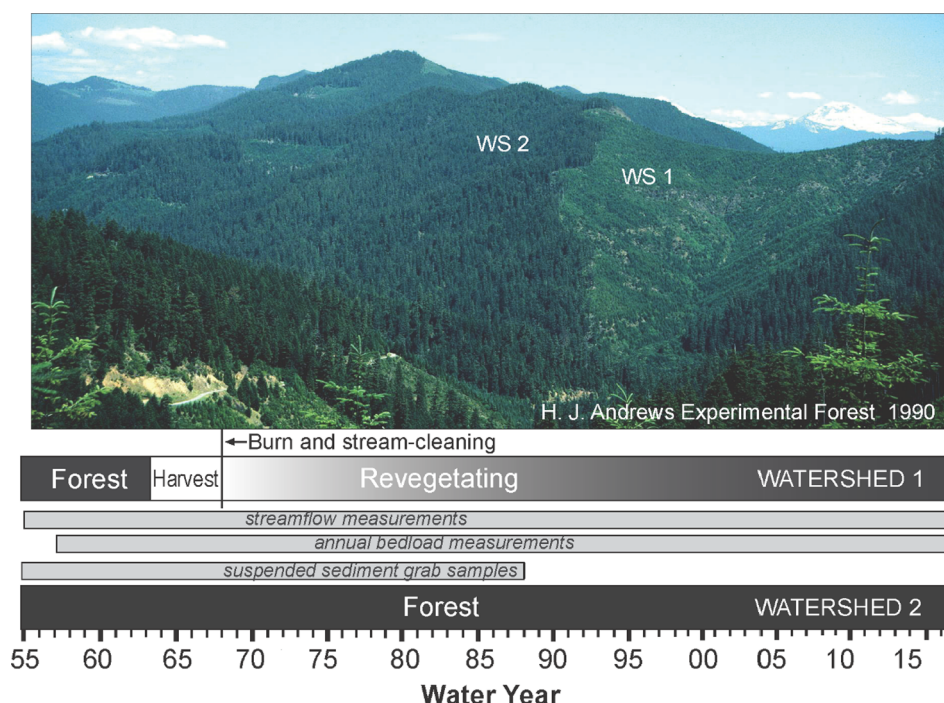 WS 2
WS 1
H. J. Andrews Experimental Forest 1990
←Burn and stream-cleaning
Forest Harvest Revegetating WATERSHED 1
streamflow measurements
annual bedload measurements
suspended sediment grab samples
Forest WATERSHED 2
55 60 65 70 75 80 85 90 95 00 05 10 15
Water Year